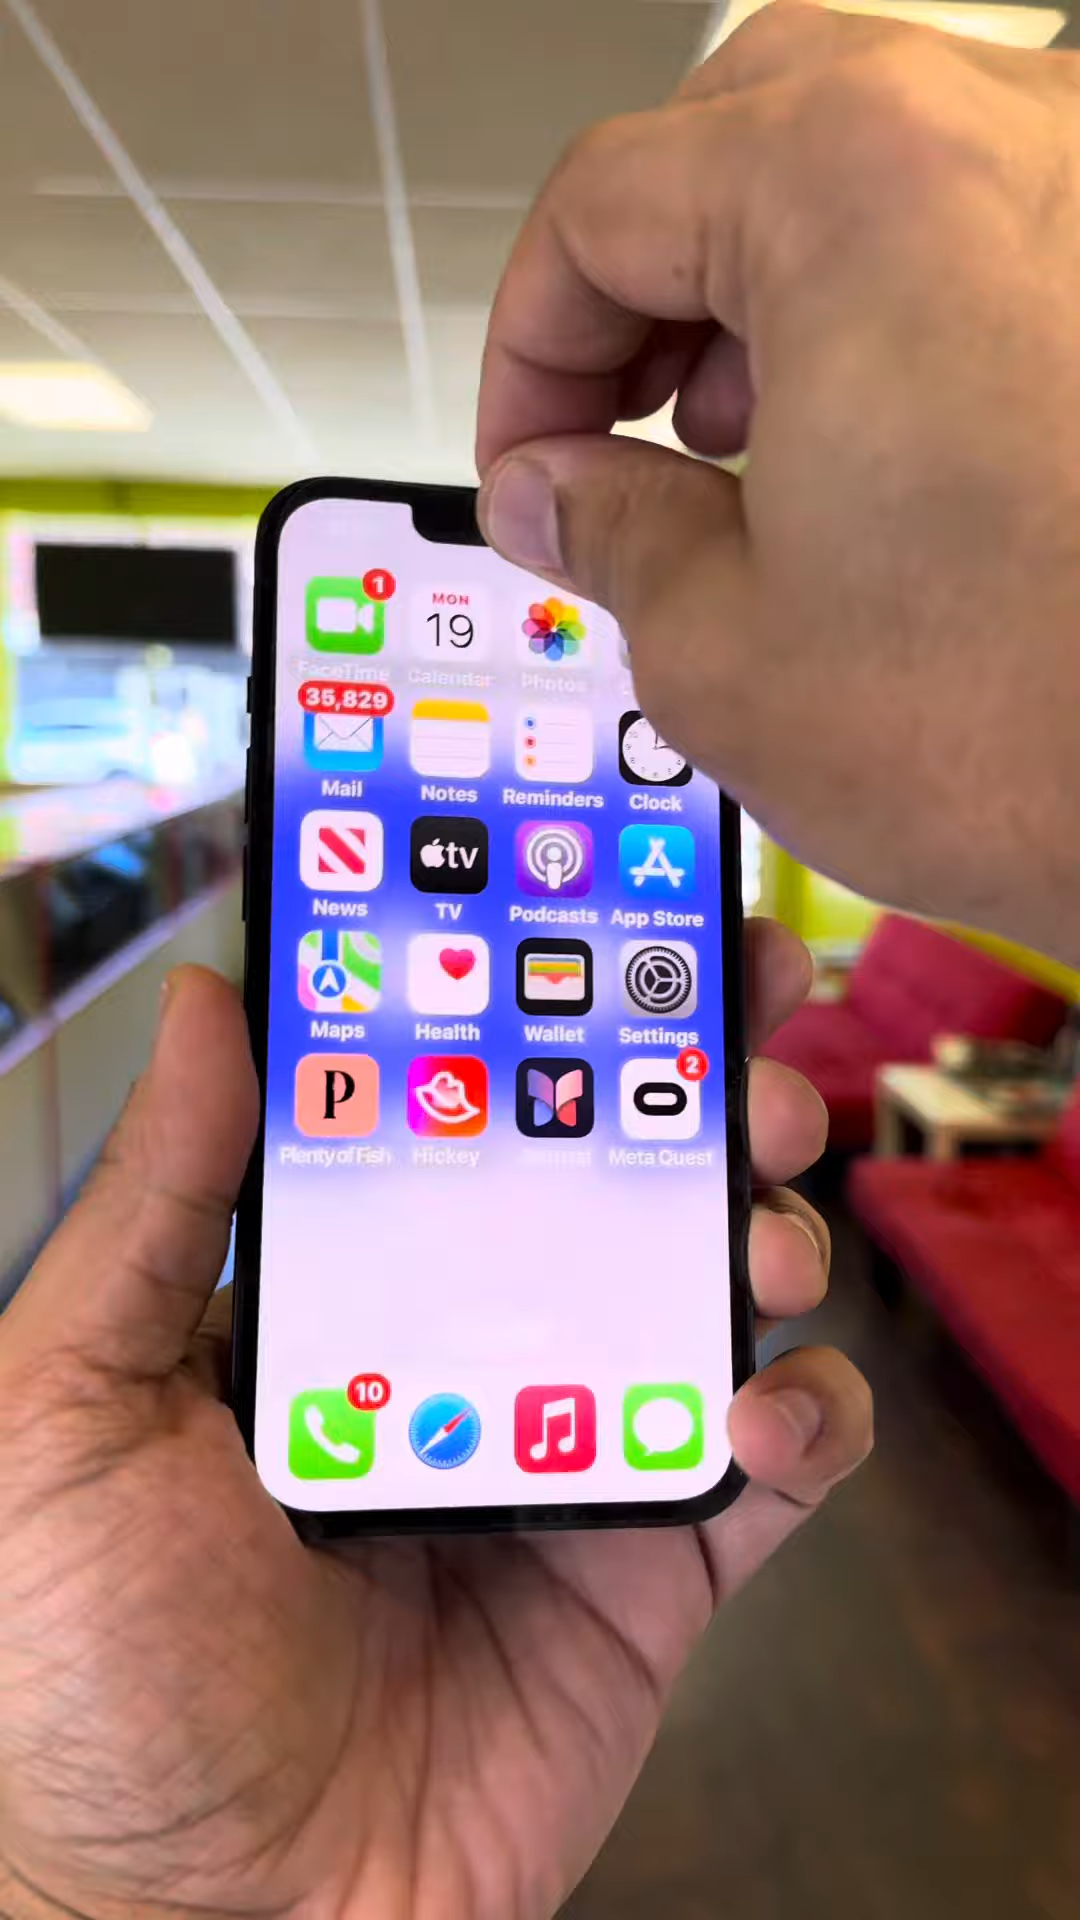 1
MON
19
FaceTime Calendar Photos
35,829
Mail Notes Reminders Clock
tv
News TV Podcasts App Store
Maps Health Wallet Settings
2
P
Plenty of Fish Hickey Meta Quest
10